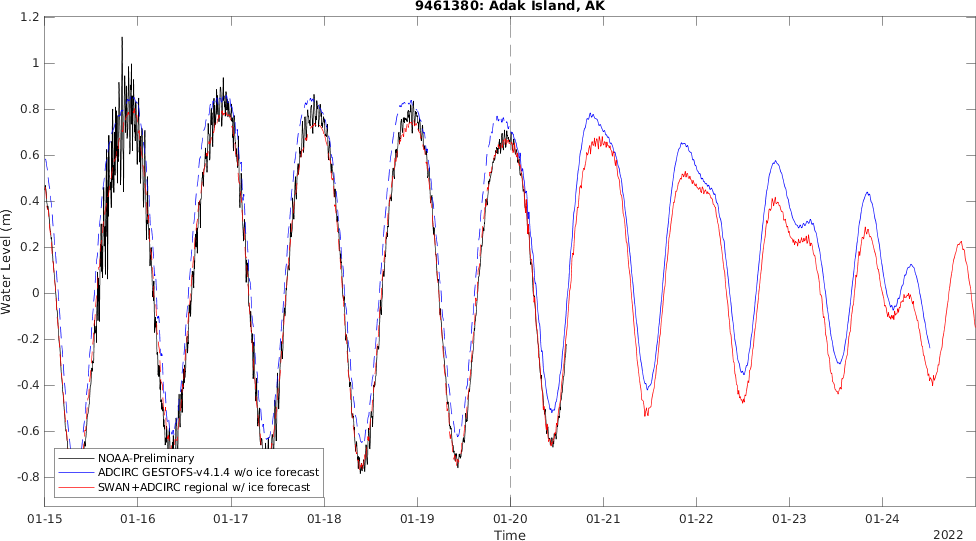 9461380: Adak Island, AK
1.2
1
0.8
0.6
0.4
0.2
0
-0.2
-0.4
-0.6
-0.8
Water Level (m)
NOAA-Preliminary
ADCIRC GESTOFS-v4.1.4 w/o ice forecast
SWAN+ADCIRC regional w/ ice forecast
01-15 01-16 01-17 01-18 01-19 01-20 01-21 01-22 01-23 01-24
Time
2022